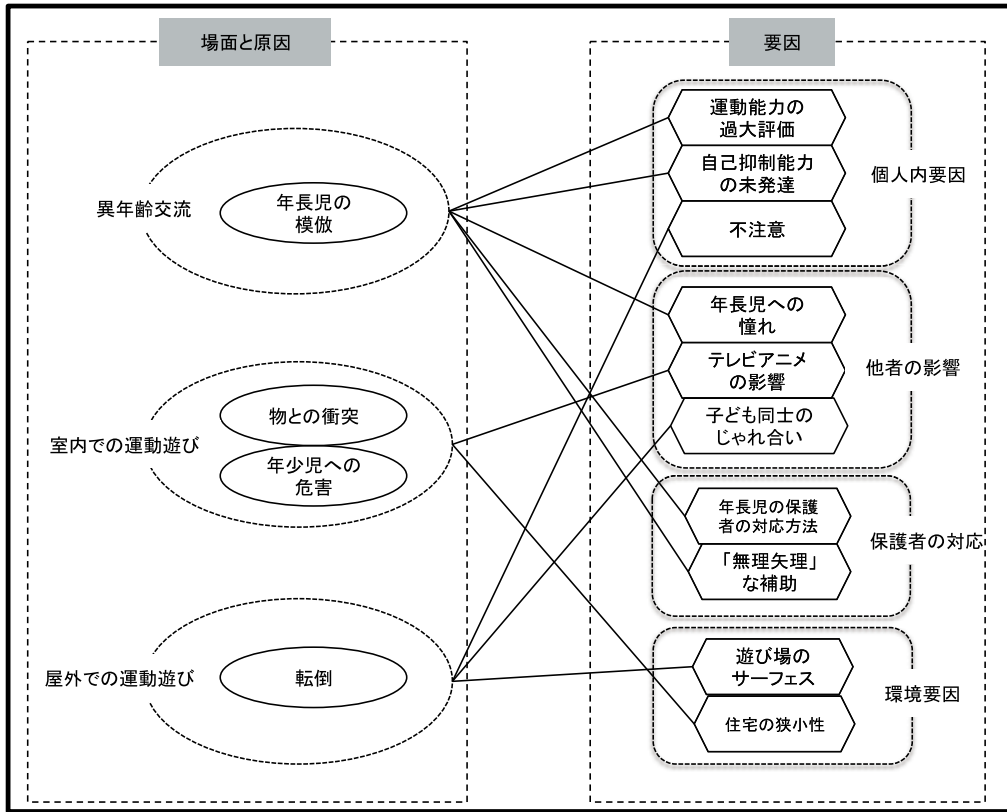 場面と原因
異年齢交流
年長児の
模倣
室内での運動遊び
物との衝突
年少児への
危害
屋外での運動遊び
転倒
要因
運動能力の
過大評価
自己抑制能力
の未発達
不注意
個人内要因
年長児への
憧れ
テレビアニメ
の影響
子ども同士の
じゃれ合い
他者の影響
年長児の保護
者の対応方法
「無理矢理」
な補助
保護者の対応
遊び場の
サーフェス
住宅の狭小性
環境要因